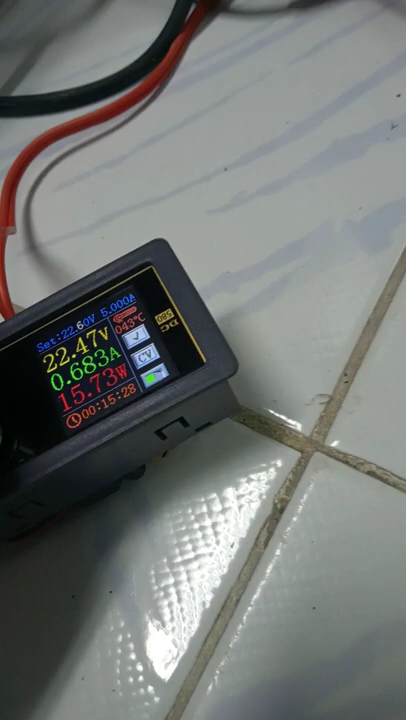 Set:22.60V 5.000A
22.47V
0.683A
15.73W
00:15:28
043℃
✓
CV
DC